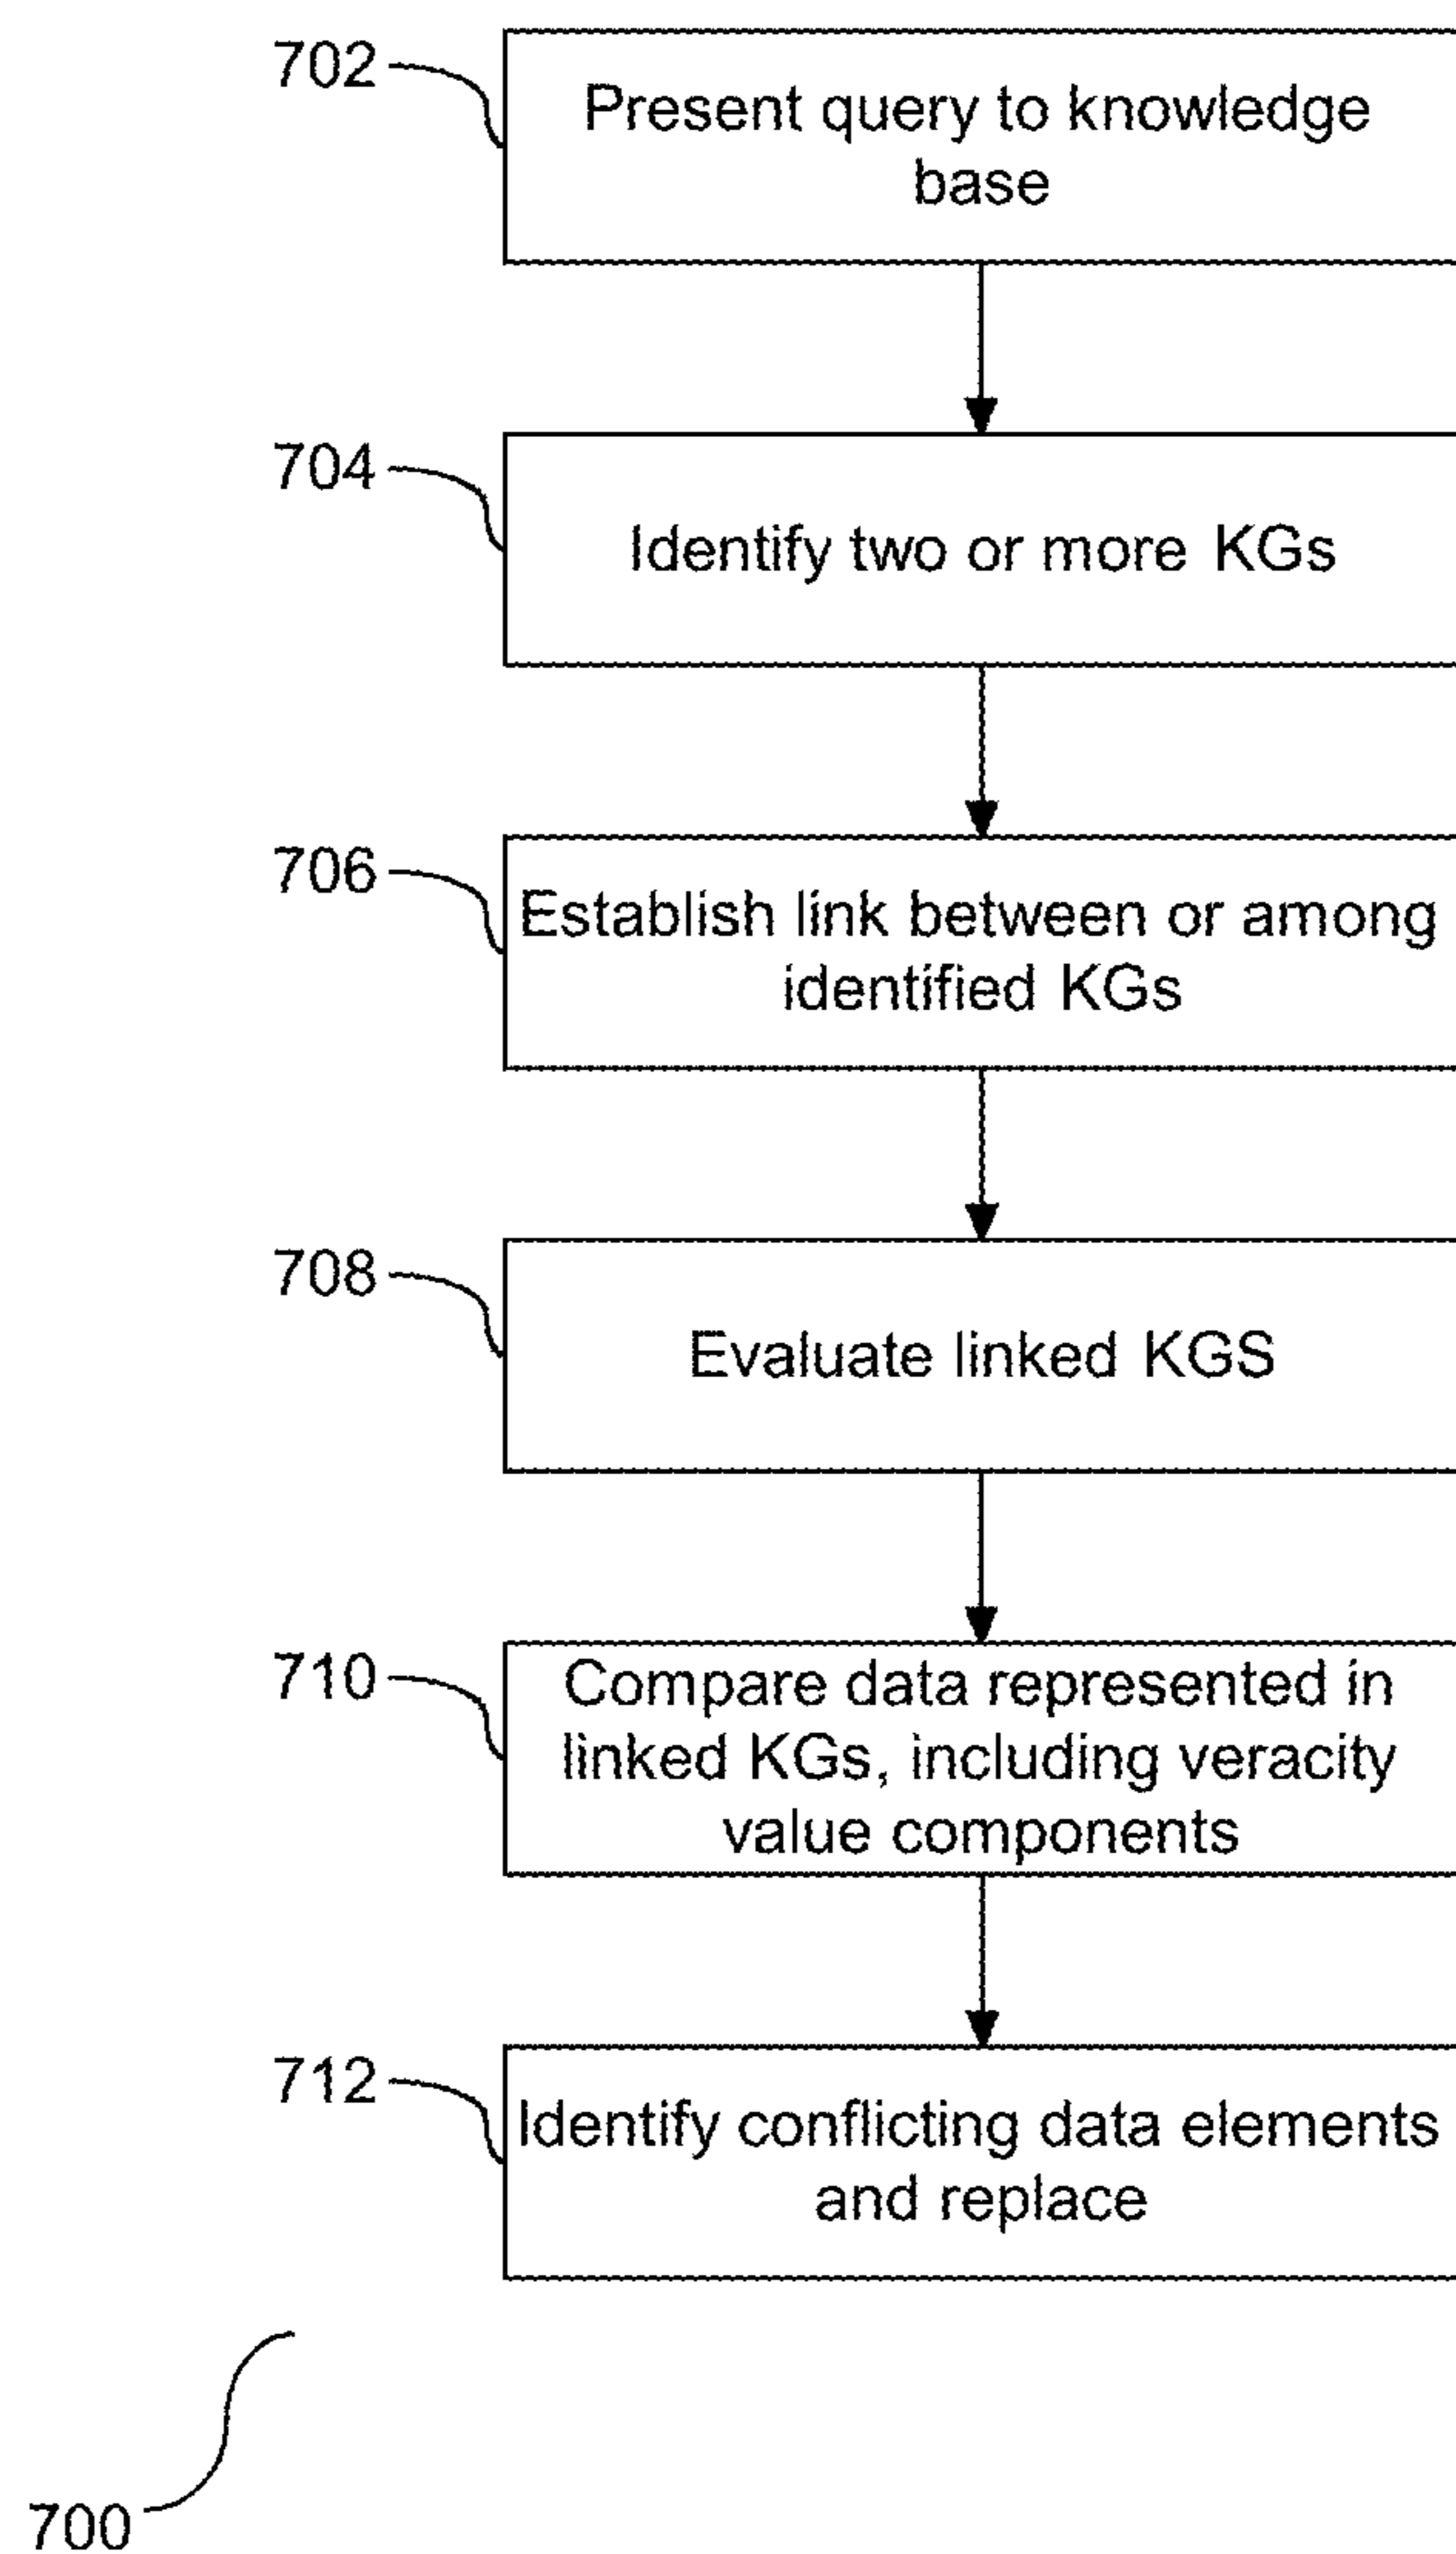 702
Present query to knowledge
base
704
Identify two or more KGs
706
Establish link between or among
identified KGs
708
Evaluate linked KGS
710
Compare data represented in
linked KGs, including veracity
value components
712
Identify conflicting data elements
and replace
700